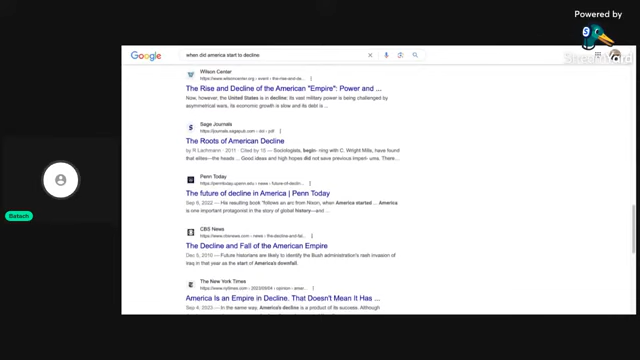 Powered by
ScreenWord
Google
when did america start to decline
Wilson Center
https://www.wilsoncenter.org › event › the-rise-and-de...
The Rise and Decline of the American "Empire": Power and ...
Now, however, the United States is in decline; its vast military power is being challenged by
asymmetrical wars, its economic growth is slow and its debt is ...
Sage Journals
https://journals.sagepub.com › doi › pdf
The Roots of American Decline
by R Lachmann · 2011 · Cited by 15 — Sociologists, begin- ning with C. Wright Mills, have found
that elites—the heads ... Good ideas and high hopes did not save previous imper- iums. There...
Penn Today
https://penntoday.upenn.edu › news › future-declin...
The future of decline in America | Penn Today
Sep 6, 2022 — His resulting book "follows an arc from Nixon, when America started ... America
is one important protagonist in the story of global history—and ...
CBS News
https://www.cbsnews.com › news › the-decline-and-fal...
The Decline and Fall of the American Empire
Dec 6, 2010 — Future historians are likely to identify the Bush administration's rash invasion of
Iraq in that year as the start of America's downfall.
The New York Times
https://www.nytimes.com › 2023/09/04 › opinion › amer...
America Is an Empire in Decline. That Doesn't Mean It Has ...
Sep 4, 2023 — In the same way, America's decline is a product of its success. Although
Batach